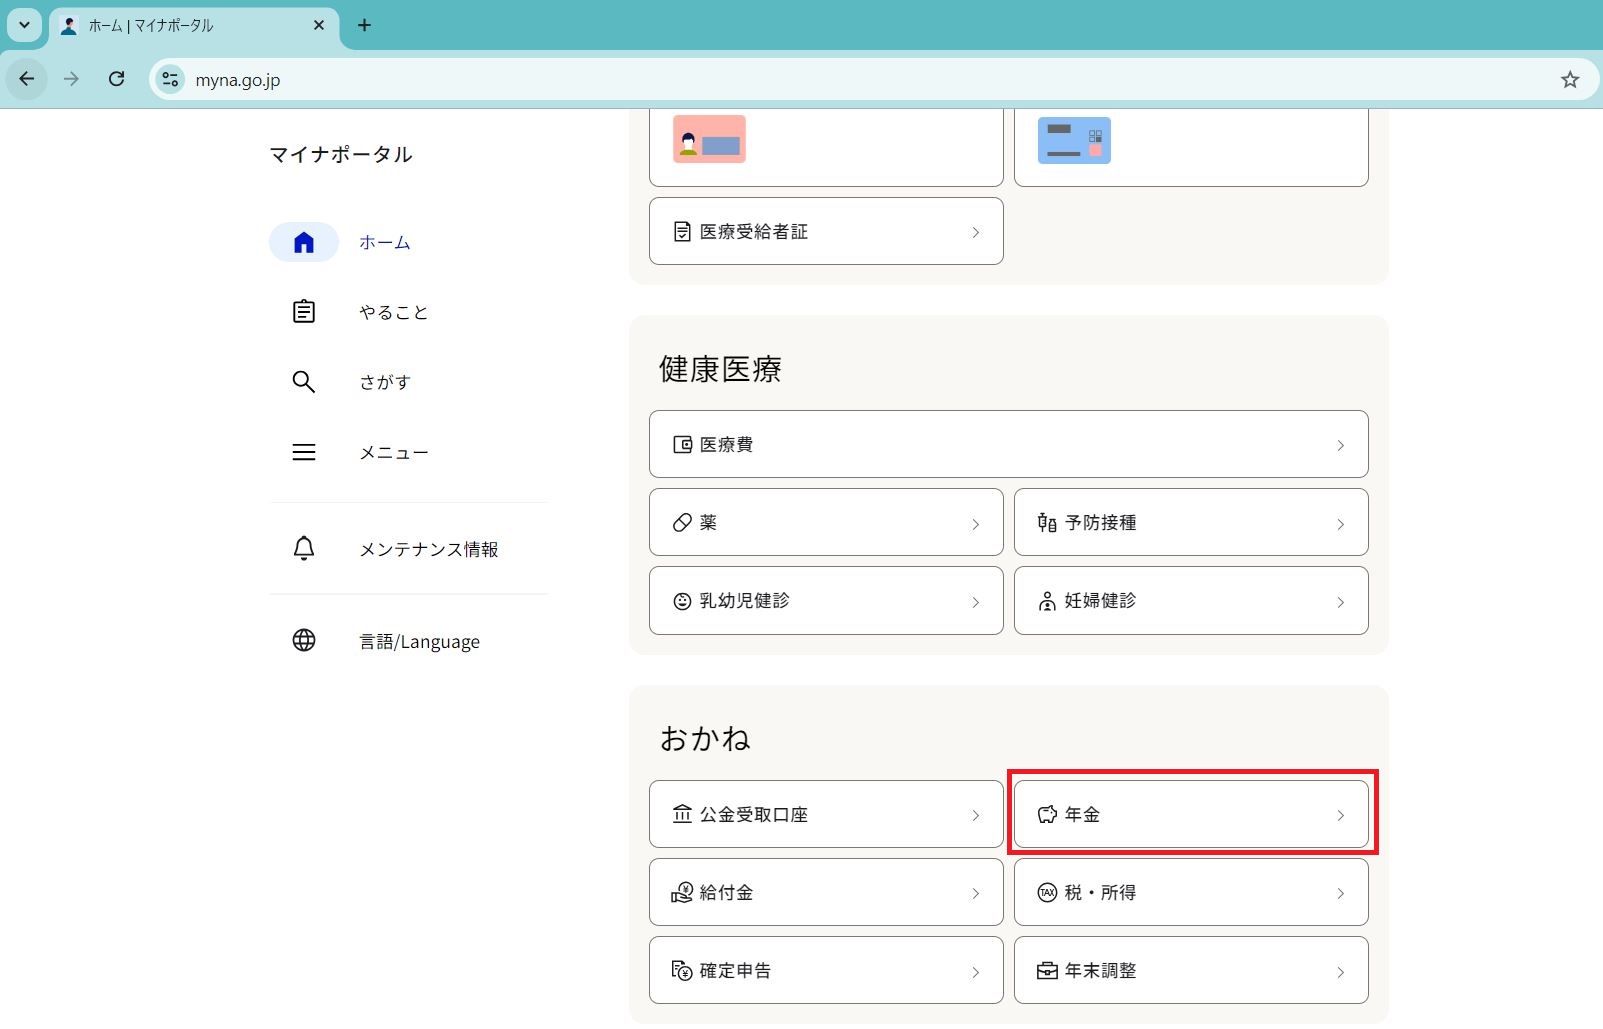 ホーム | マイナポータル
myna.go.jp
マイナポータル
ホーム
やること
さがす
メニュー
メンテナンス情報
言語/Language
医療受給者証
健康医療
医療費
薬
予防接種
乳幼児健診
妊婦健診
おかね
公金受取口座
年金
給付金
TAX
税・所得
確定申告
年末調整